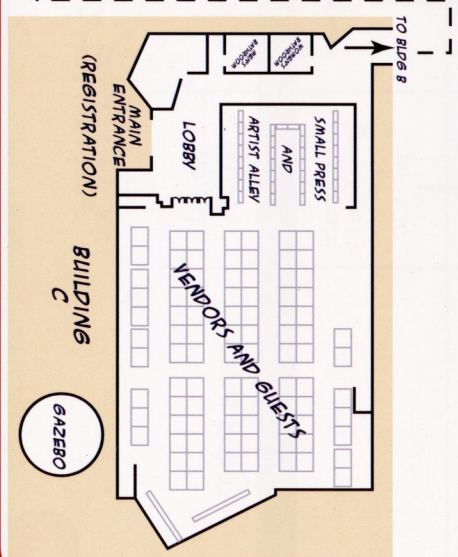 TO BLDG B
WOMEN'S
BATHROOM
MEN'S
BATHROOM
SMALL PRESS
AND
ARTIST ALLEY
LOBBY
MAIN
ENTRANCE
(REGISTRATION)
VENDORS AND GUESTS
BUILDING
C
GAZEBO